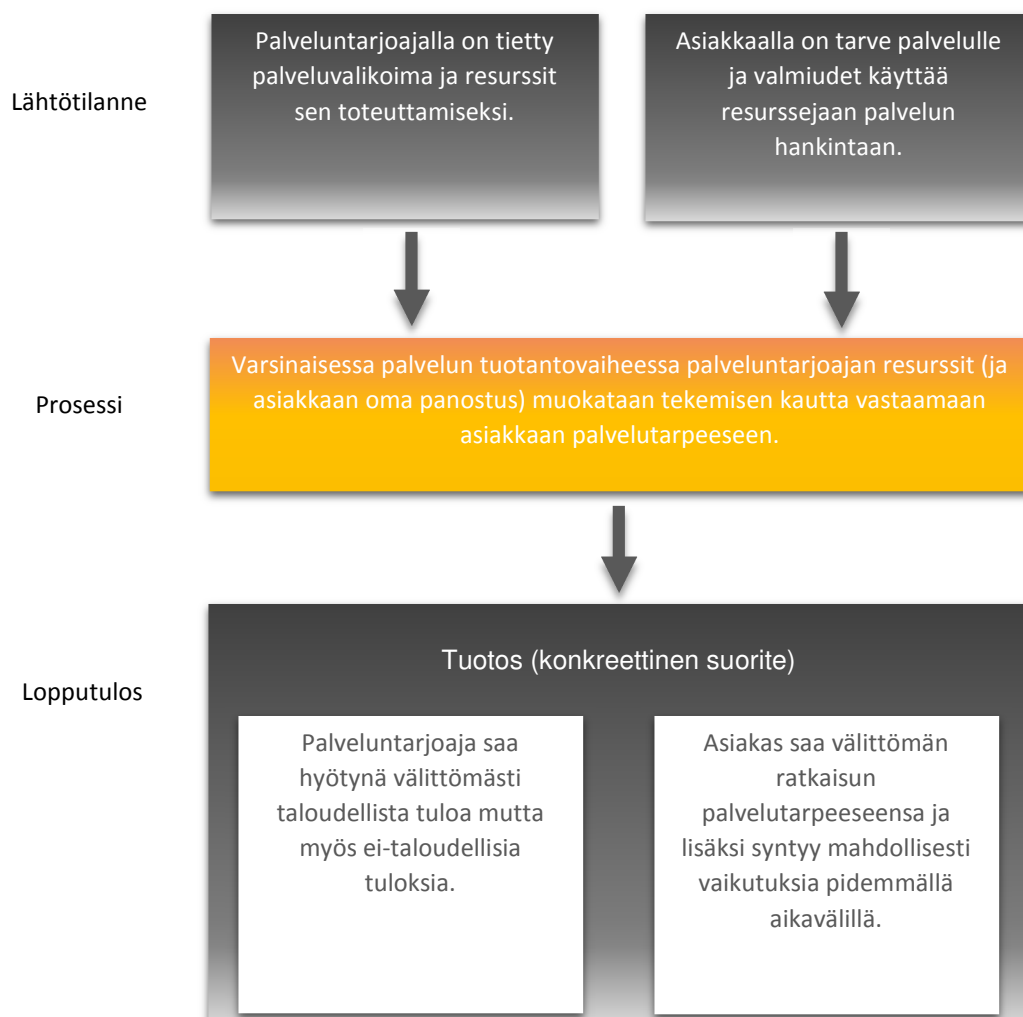 Lähtötilanne
Palveluntarjoajalla on tietty
palveluvalikoima ja resurssit
sen toteuttamiseksi.
Asiakkaalla on tarve palvelulle
ja valmiudet käyttää
resurssejaan palvelun
hankintaan.
Prosessi
Varsinaisessa palvelun tuotantovaiheessa palveluntarjoajan resurssit (ja
asiakkaan oma panostus) muokataan tekemisen kautta vastaamaan
asiakkaan palvelutarpeeseen.
Lopputulos
Tuotos (konkreettinen suorite)
Palveluntarjoaja saa
hyötynä välittömästi
taloudellista tuloa mutta
myös ei-taloudellisia
tuloksia.
Asiakas saa välittömän
ratkaisun
palvelutarpeeseensa ja
lisäksi syntyy mahdollisesti
vaikutuksia pidemmällä
aikavälillä.